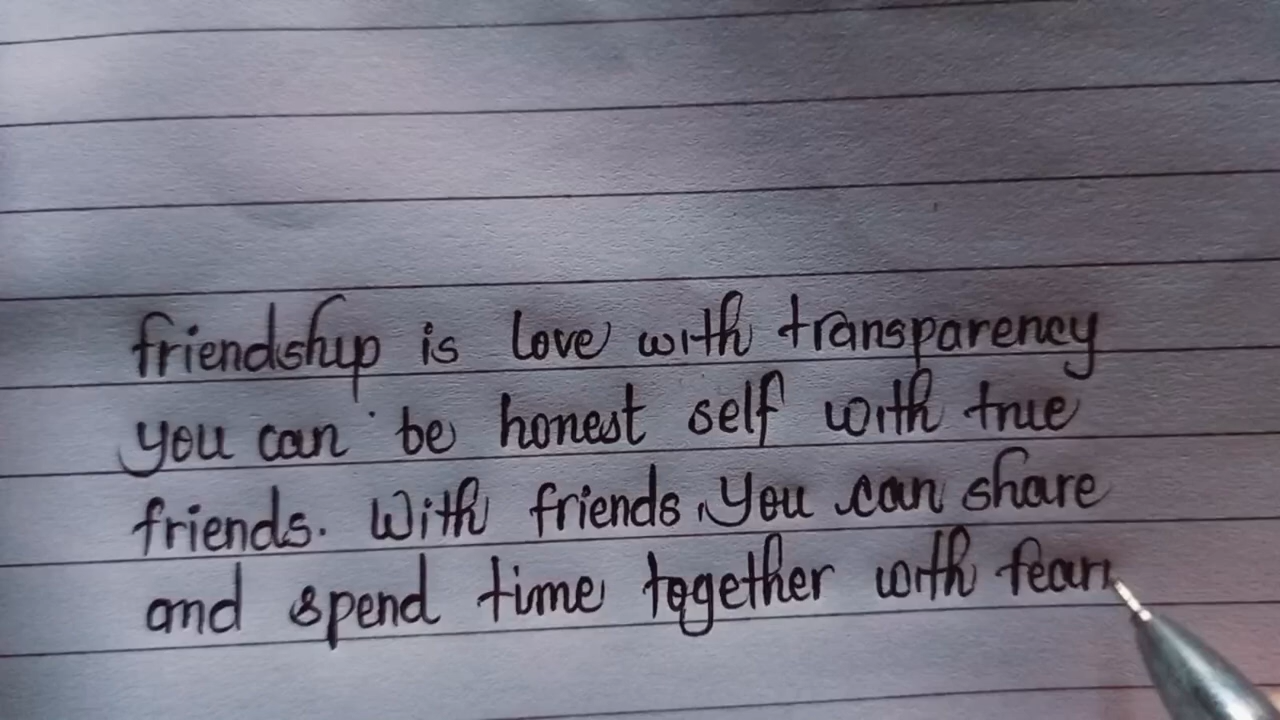 friendship is love with transparency
you can be honest self with true
friends. With friends, you can share
and spend time together with